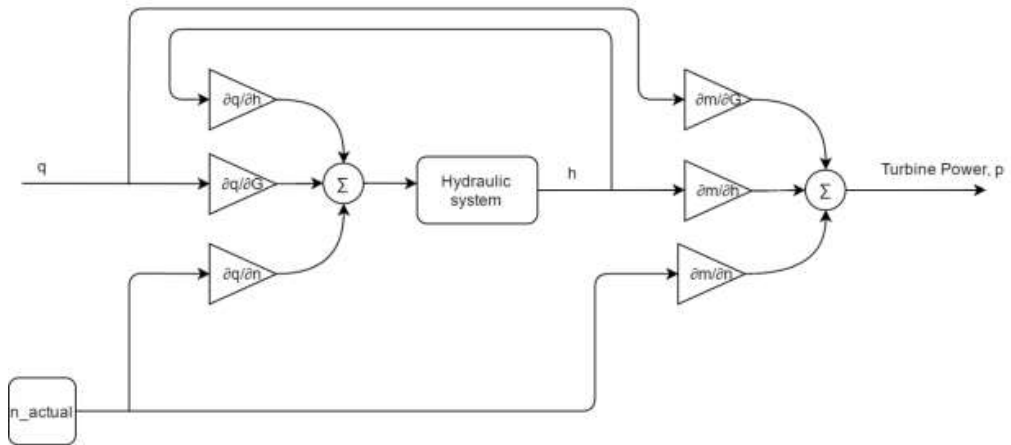 ∂q/∂h
∂m/∂G
q
h
Turbine Power, p
∂q/∂G
Σ
Hydraulic
system
∂m/∂h
Σ
∂q/∂n
∂m/∂n
n_actual